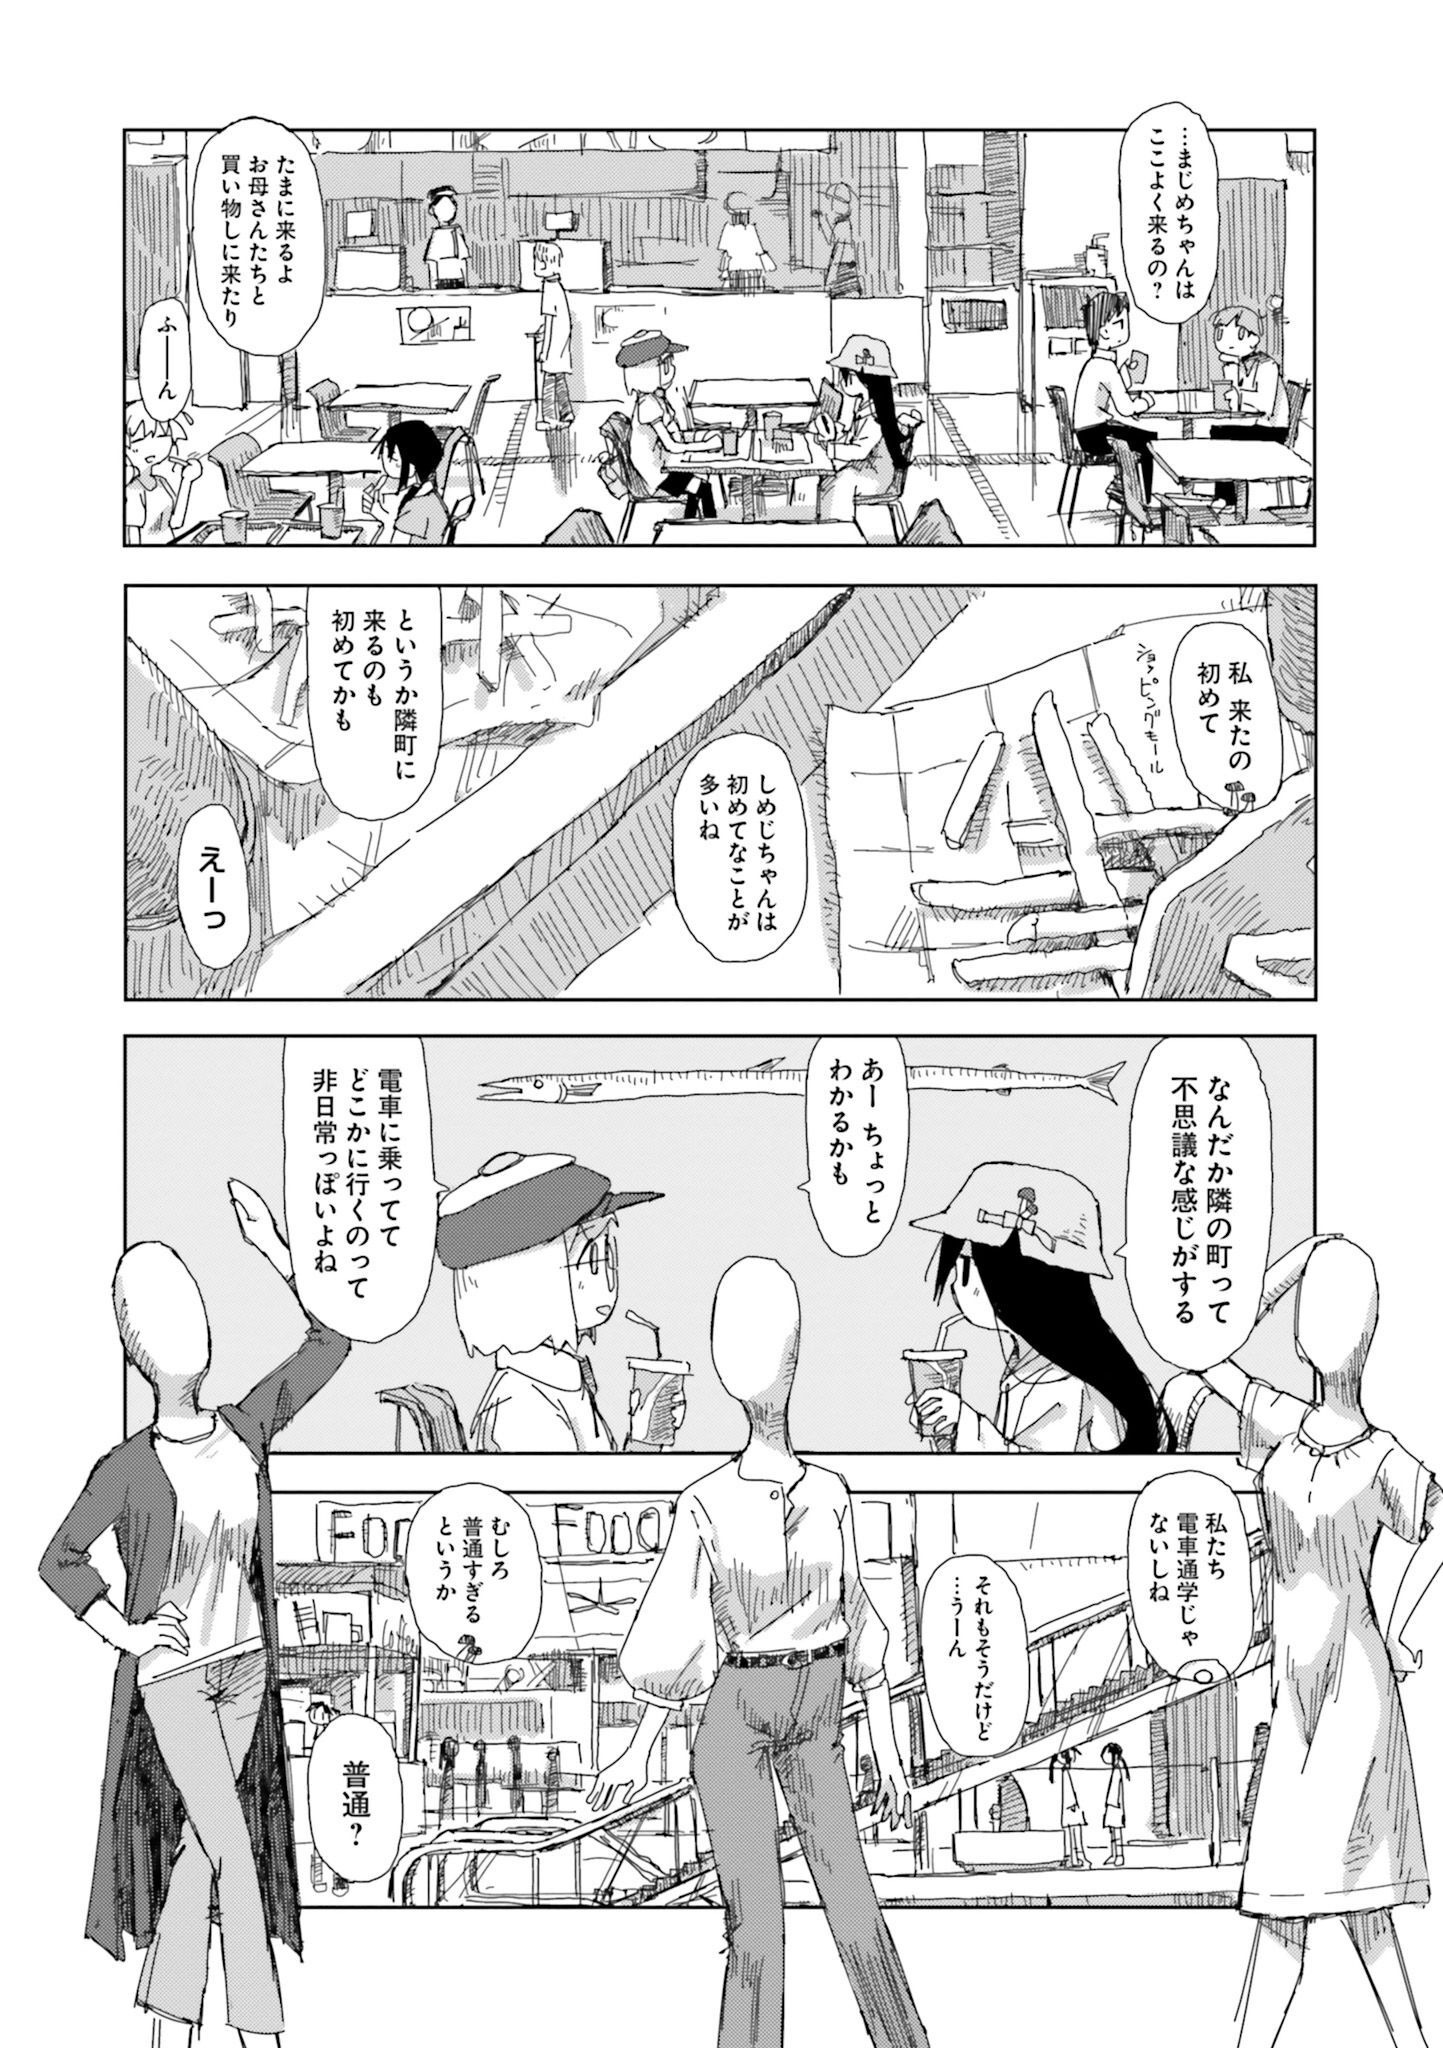 …まじめちゃんは
ここよく来るの？
たまに来るよ
お母さんたちと
買い物しに来たり
ふーーん
私 来たの
初めて
ショッピングモール
しめじちゃんは
初めてなことが
多いね
というか隣町に
来るのも
初めてかも
えーっ
なんだか隣の町って
不思議な感じがする
あー ちょっと
わかるかも
電車に乗ってて
どこかに行くのって
非日常っぽいよね
私たち
電車通学じゃ
ないしね
それもそうだけど
…うーん
むしろ
普通すぎる
というか
普通？
FOOD